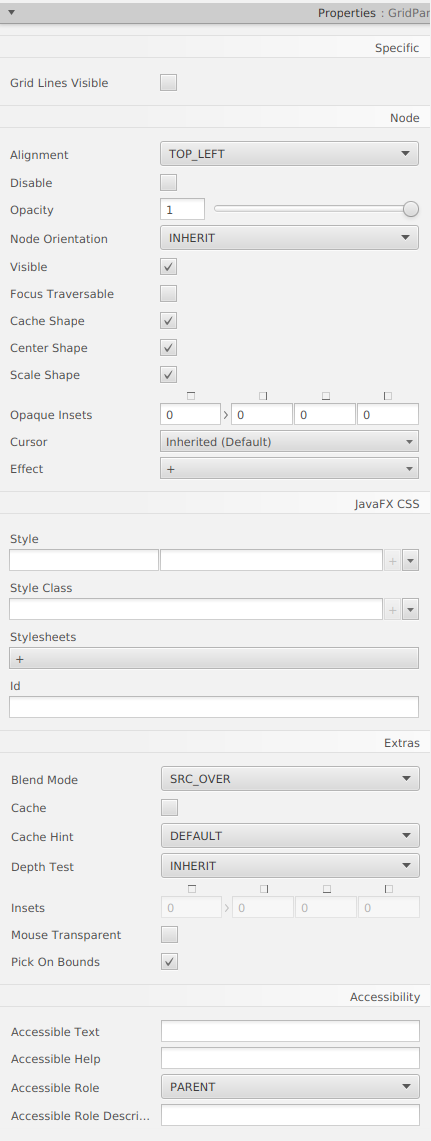 Properties : GridPan
Specific
Grid Lines Visible
Node
Alignment TOP_LEFT
Disable
Opacity 1
Node Orientation INHERIT
Visible
Focus Traversable
Cache Shape
Center Shape
Scale Shape
Opaque Insets 0 > 0 0 0
Cursor Inherited (Default)
Effect +
JavaFX CSS
Style
+
Style Class
+
Stylesheets
+
Id
Extras
Blend Mode SRC_OVER
Cache
Cache Hint DEFAULT
Depth Test INHERIT
Insets 0 > 0 0 0
Mouse Transparent
Pick On Bounds
Accessibility
Accessible Text
Accessible Help
Accessible Role PARENT
Accessible Role Descri...